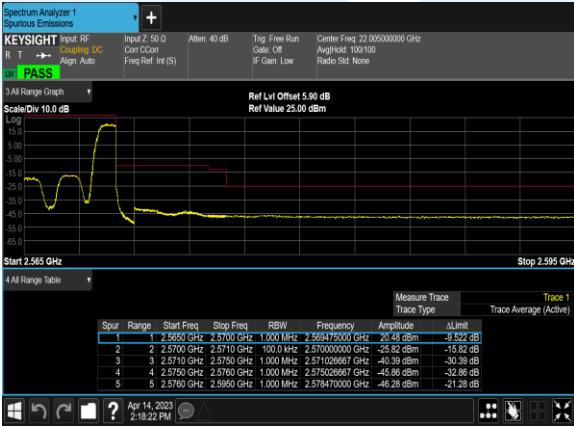 Spectrum Analyzer 1
Spurious Emissions
+
KEYSIGHT Input: RF Input Z: 50 Ω Atten: 40 dB Trig: Free Run Center Freq: 22.005000000 GHz
R T Coupling: DC Corr CCorr Gate: Off Avg|Hold: 100/100
Align: Auto Freq Ref: Int (S) IF Gain: Low Radio Std: None
LNI PASS
3 All Range Graph
Ref Lvl Offset 5.90 dB
Scale/Div 10.0 dB Ref Value 25.00 dBm
Log
15.0
5.00
-5.00
-15.0
-25.0
-35.0
-45.0
-55.0
-65.0
Start 2.565 GHz Stop 2.595 GHz
4 All Range Table
Measure Trace Trace 1
Trace Type Trace Average (Active)
Spur Range Start Freq Stop Freq RBW Frequency Amplitude ΔLimit
1 1 2.5650 GHz 2.5700 GHz 1.000 MHz 2.569475000 GHz 20.48 dBm -9.522 dB
2 2 2.5700 GHz 2.5710 GHz 100.0 kHz 2.570000000 GHz -25.82 dBm -15.82 dB
3 3 2.5710 GHz 2.5750 GHz 1.000 MHz 2.571026667 GHz -40.39 dBm -30.39 dB
4 4 2.5750 GHz 2.5760 GHz 1.000 MHz 2.575026667 GHz -45.86 dBm -32.86 dB
5 5 2.5760 GHz 2.5950 GHz 1.000 MHz 2.578470000 GHz -46.28 dBm -21.28 dB
? Apr 14, 2023
2:18:22 PM